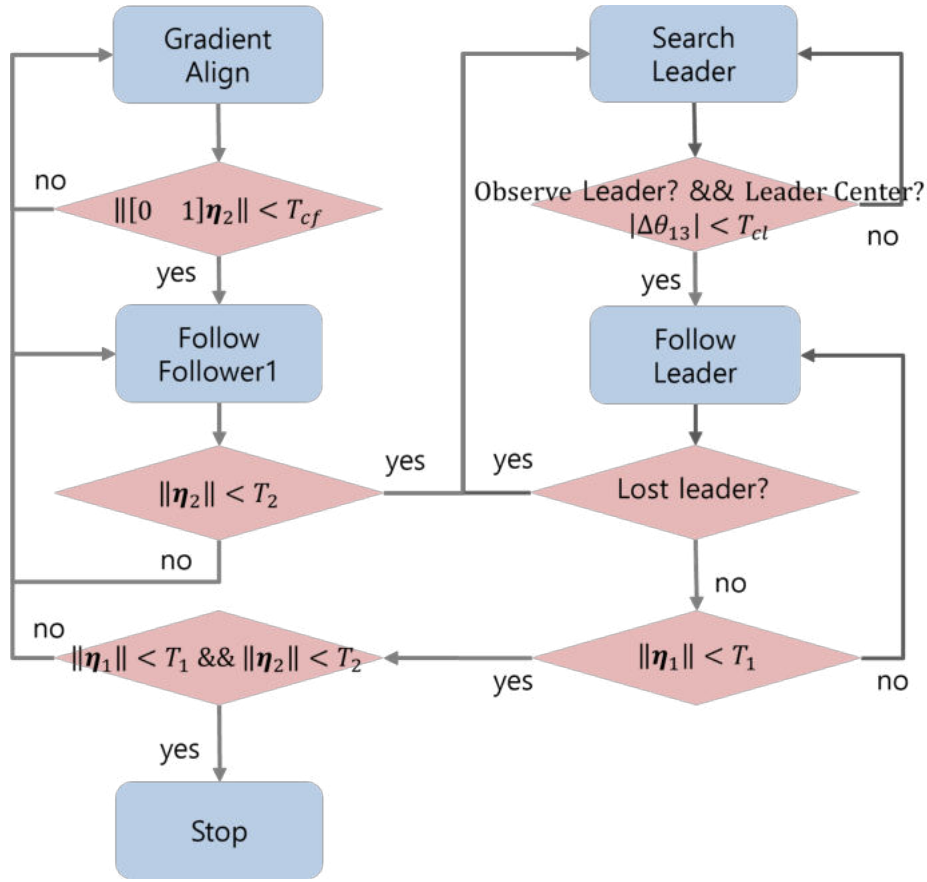 Gradient
Align
no
‖[0 1]η₂‖ < T_cf
yes
Follow
Follower1
yes
‖η₂‖ < T₂
no
no
‖η₁‖ < T₁ && ‖η₂‖ < T₂
yes
Stop
Search
Leader
Observe Leader? && Leader Center?
|Δθ₁₃| < T_cl
no
yes
Follow
Leader
yes
Lost leader?
no
‖η₁‖ < T₁
yes
no